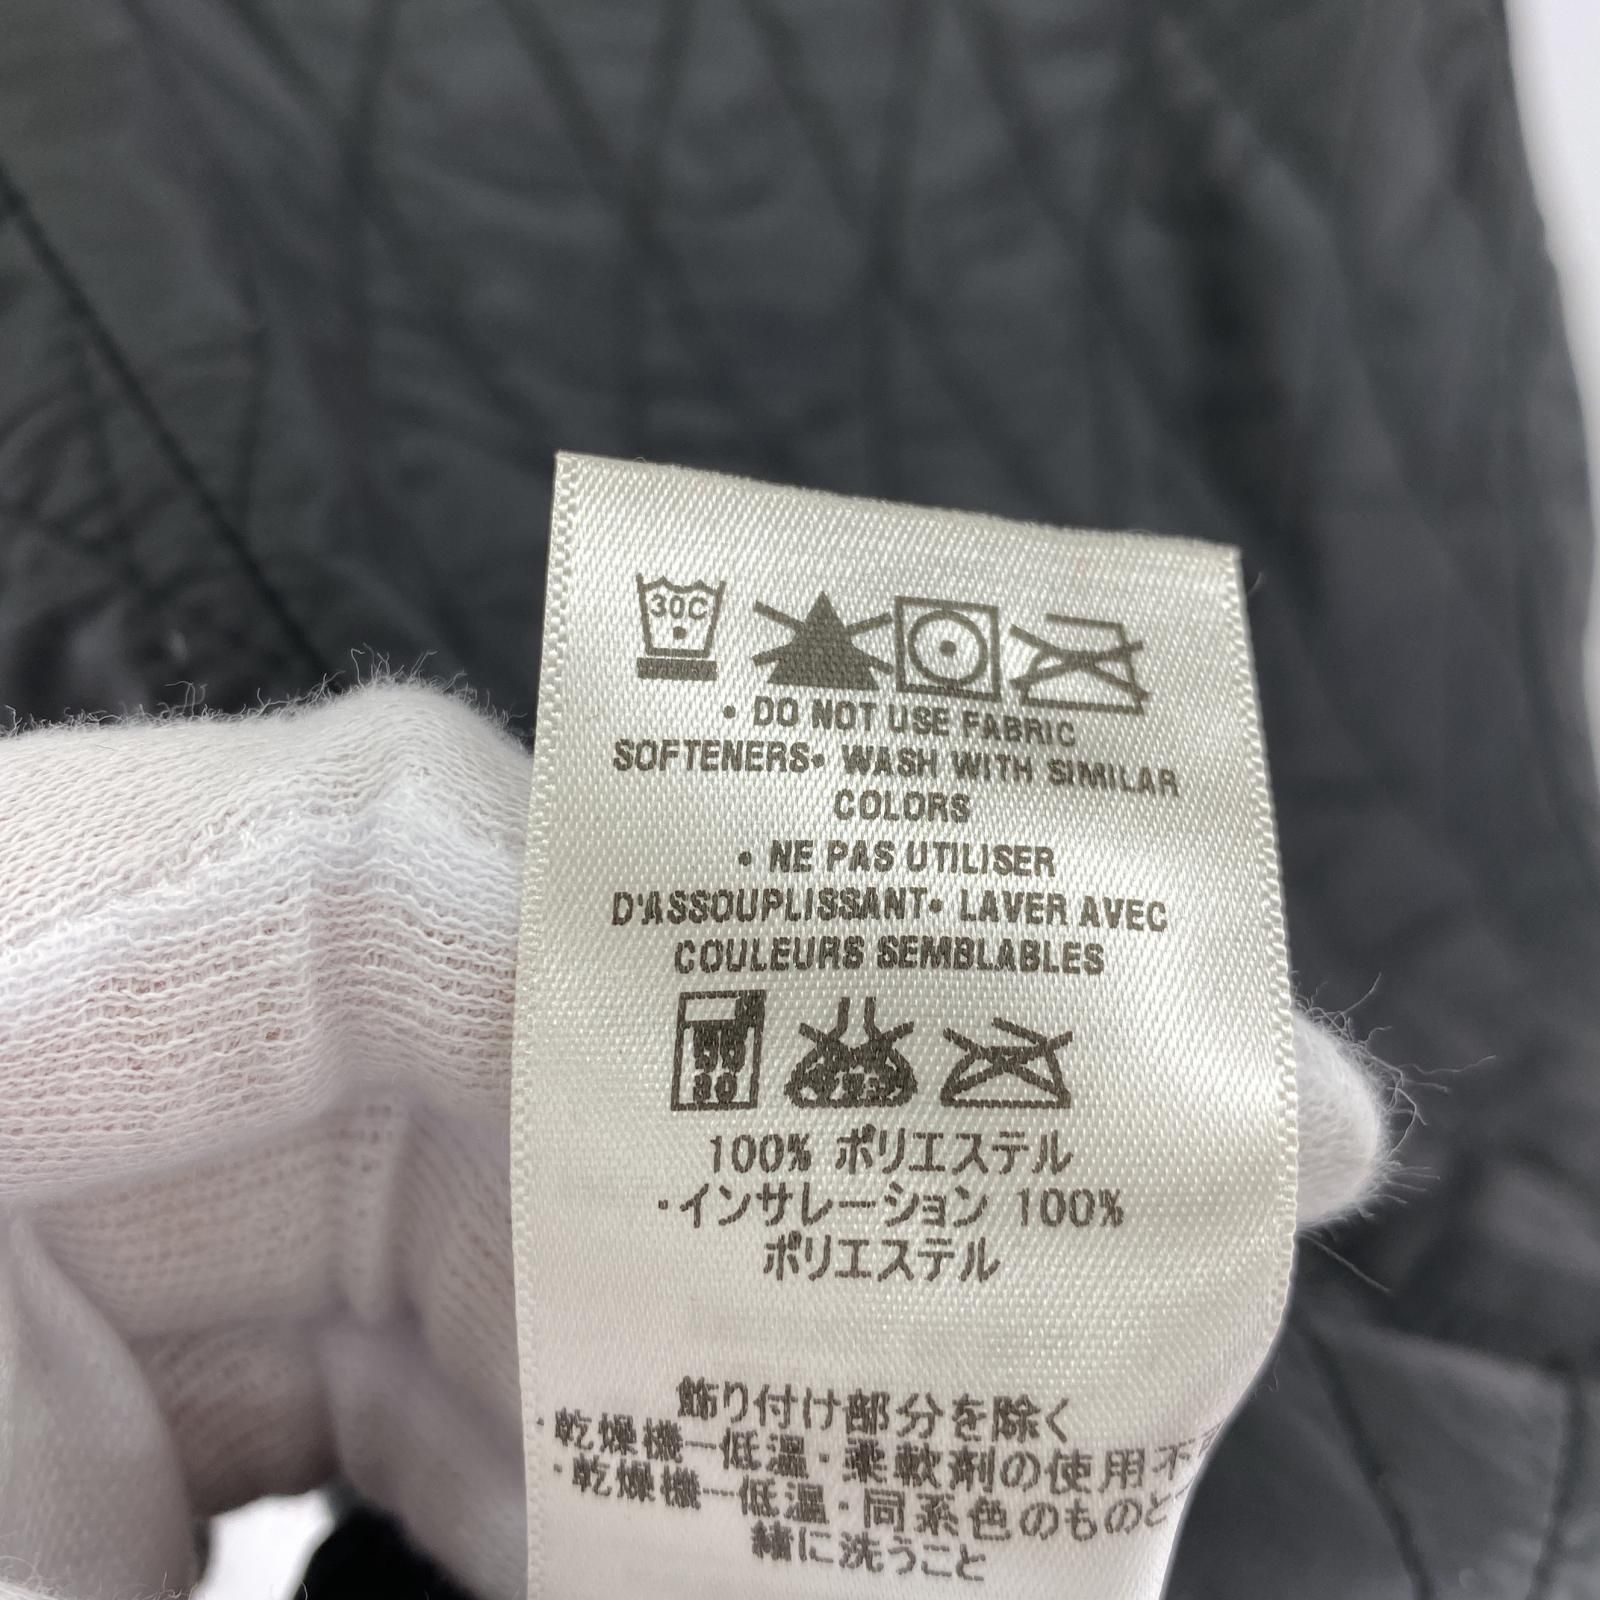 30C
• DO NOT USE FABRIC
SOFTENERS• WASH WITH SIMILAR
COLORS
• NE PAS UTILISER
D'ASSOUPLISSANT• LAVER AVEC
COULEURS SEMBLABLES
30
100% ポリエステル
・インサレーション 100%
ポリエステル
飾り付け部分を除く
・乾燥機－低温・柔軟剤の使用不
・乾燥機－低温・同系色のものと
緒に洗うこと